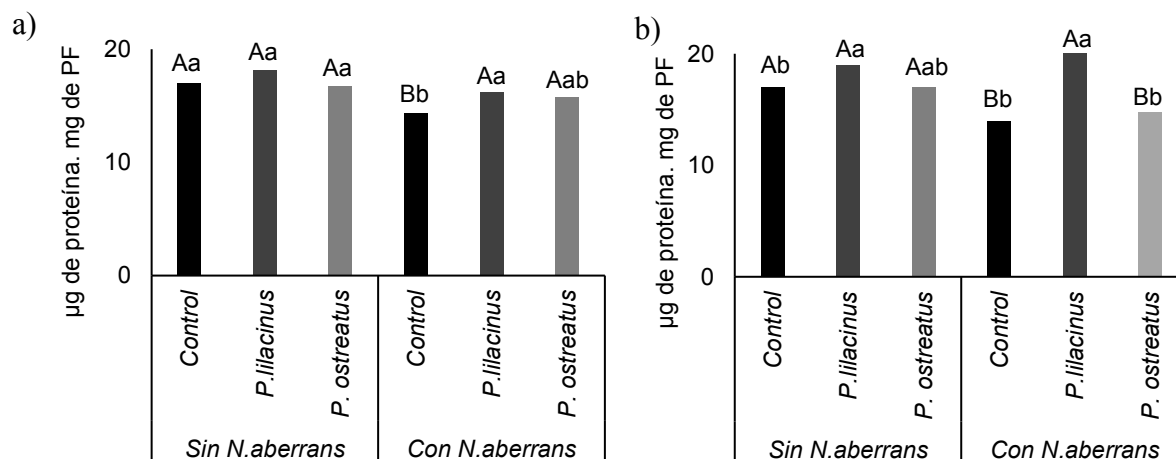 a)
µg de proteína. mg de PF
20
10
0
Aa
Aa
Aa
Bb
Aa
Aab
Control
P.lilacinus
P. ostreatus
Control
P.lilacinus
P. ostreatus
Sin N.aberrans
Con N.aberrans
b)
µg de proteína. mg de PF
20
10
0
Ab
Aa
Aab
Bb
Aa
Bb
Control
P.lilacinus
P. ostreatus
Control
P.lilacinus
P. ostreatus
Sin N.aberrans
Con N.aberrans